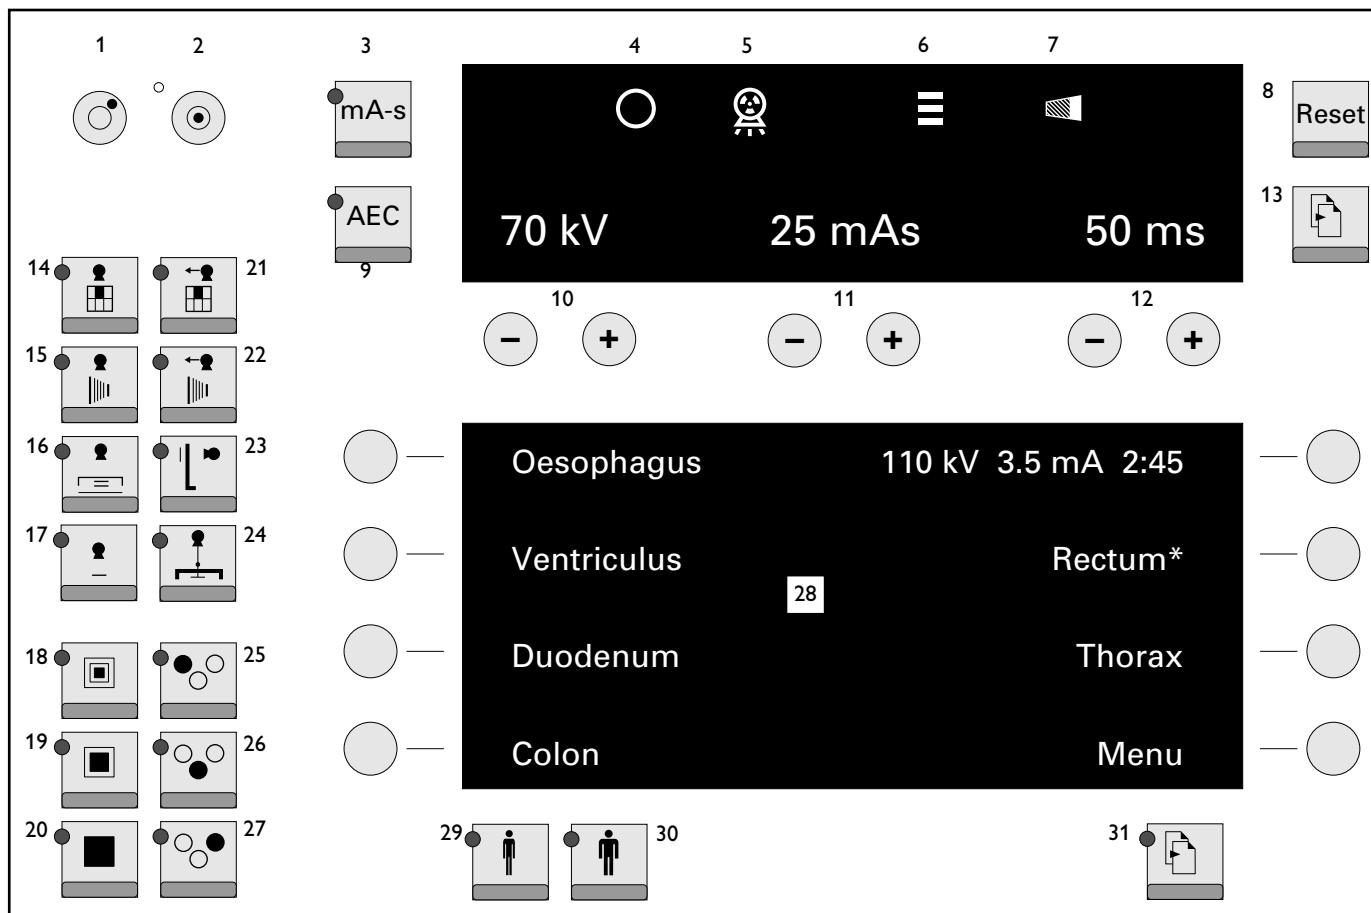 1 2 3 4 5 6 7
8
mA-s
Reset
13
AEC
70 kV 25 mAs 50 ms
9
14 21
10 11 12
− + − + − +
15 22
16 23
Oesophagus 110 kV 3.5 mA 2:45
17 24
Ventriculus Rectum*
28
18 25
Duodenum Thorax
19 26
Colon Menu
20 27
29 30 31